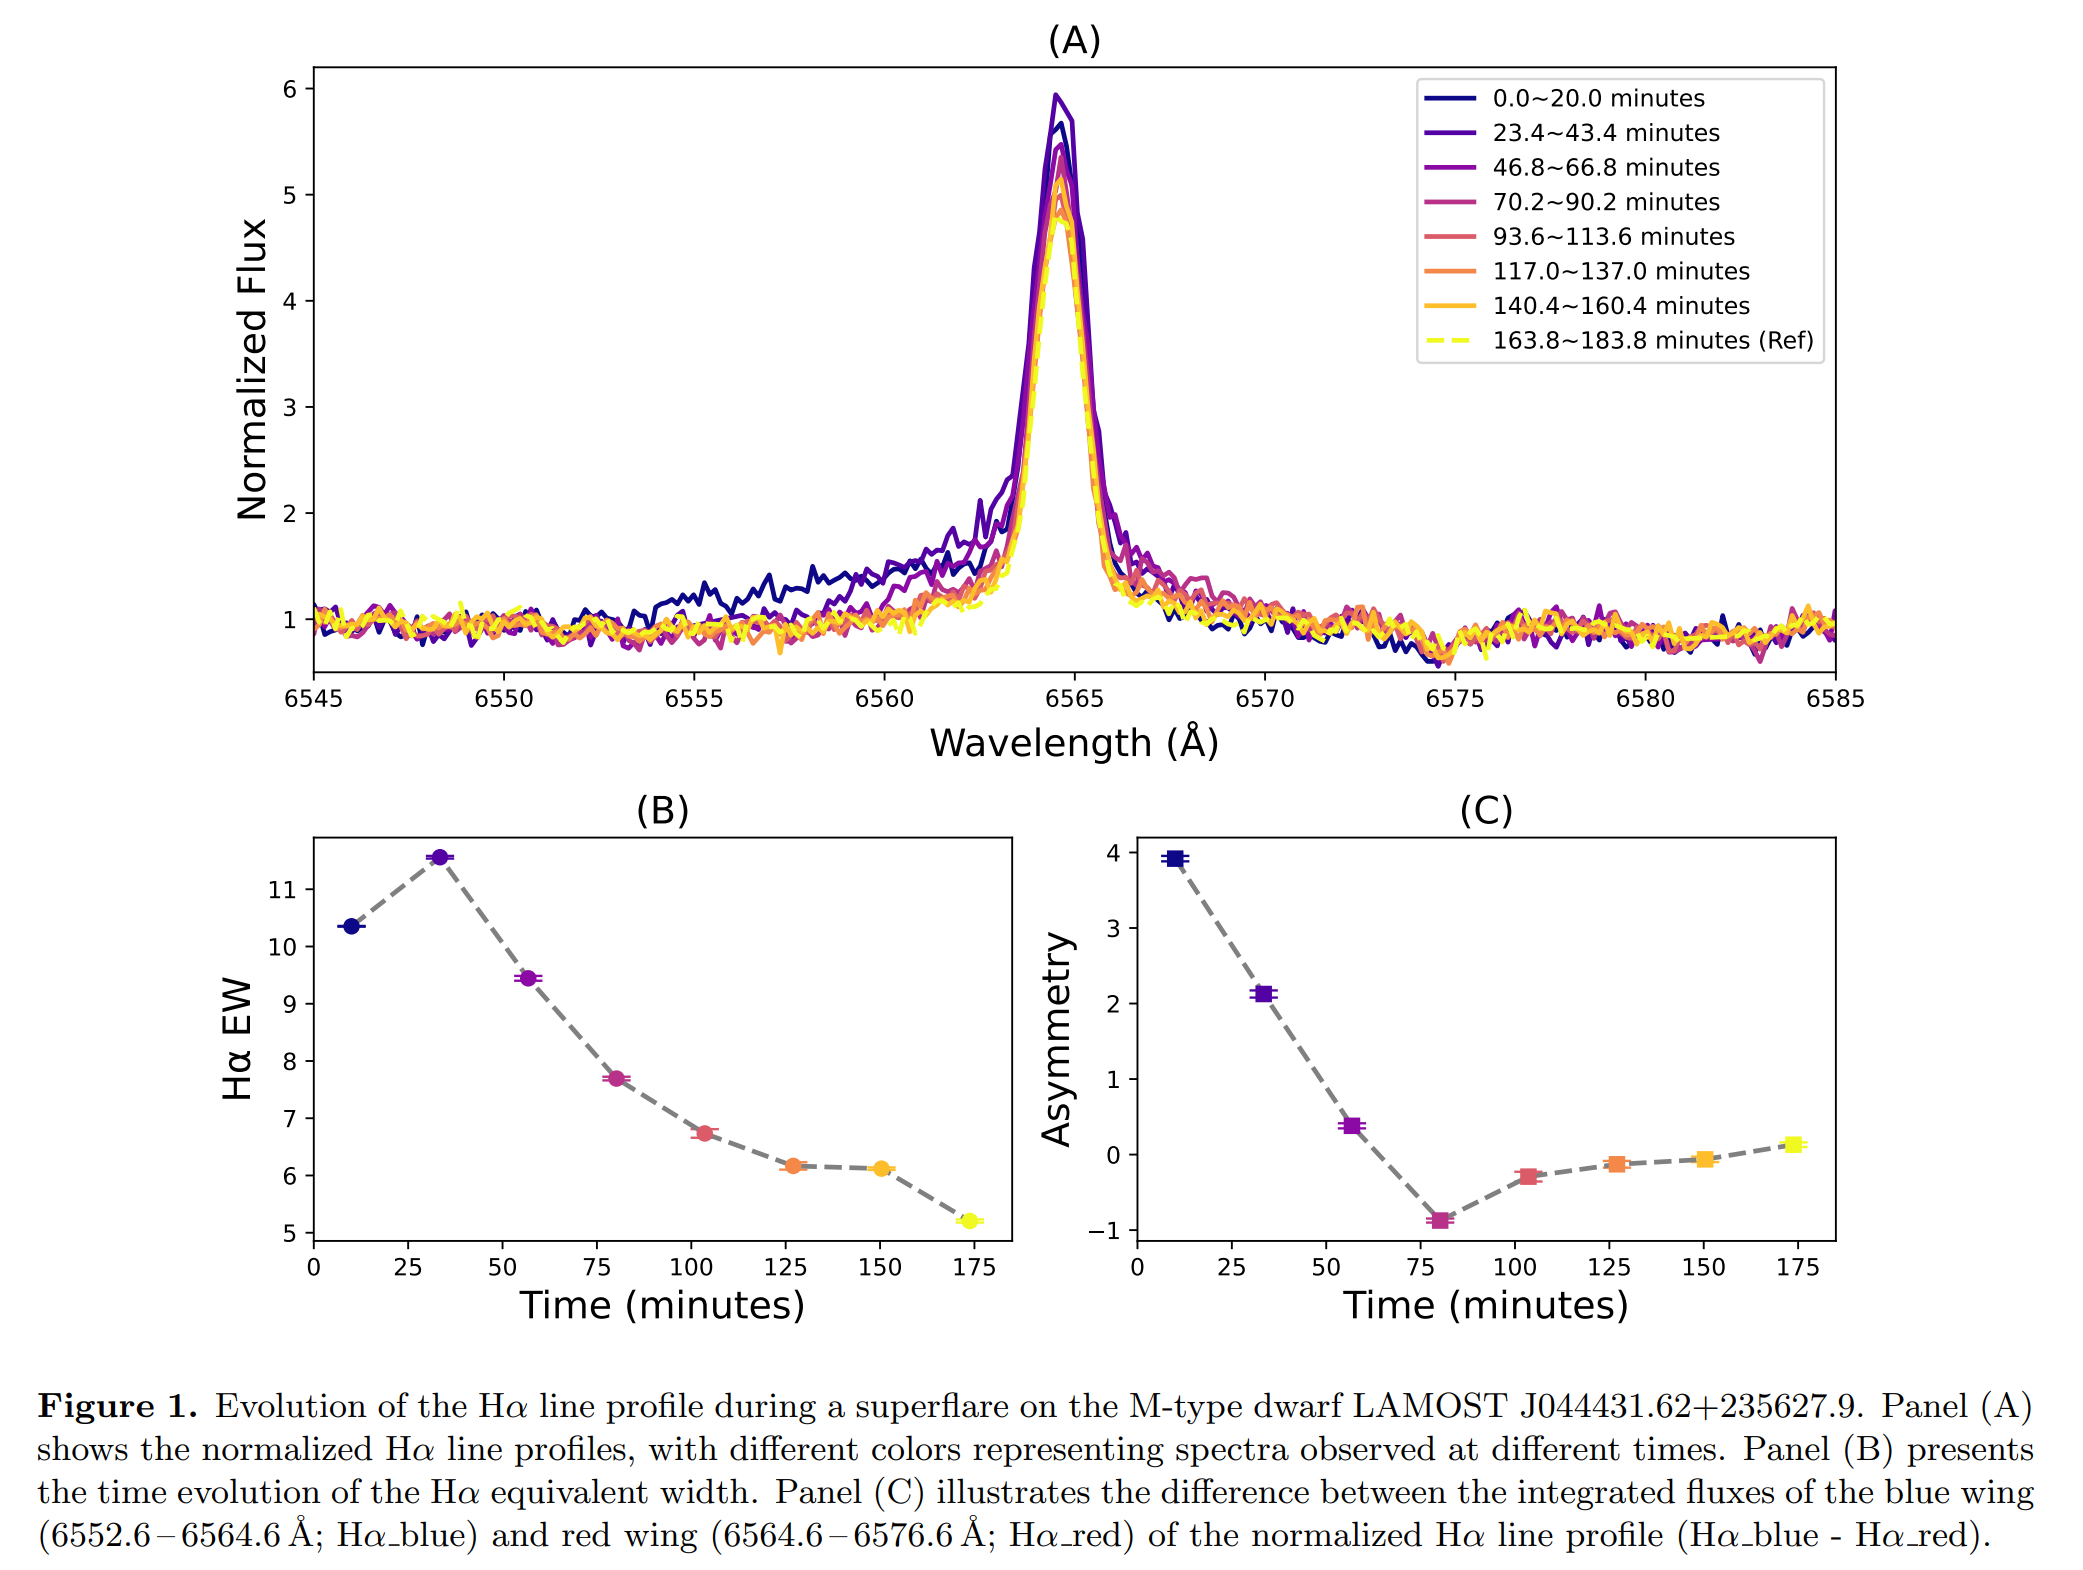 (A)
Normalized Flux
6
5
4
3
2
1
0.0~20.0 minutes
23.4~43.4 minutes
46.8~66.8 minutes
70.2~90.2 minutes
93.6~113.6 minutes
117.0~137.0 minutes
140.4~160.4 minutes
163.8~183.8 minutes (Ref)
6545 6550 6555 6560 6565 6570 6575 6580 6585
Wavelength (Å)
(B)
Hα EW
11
10
9
8
7
6
5
0 25 50 75 100 125 150 175
Time (minutes)
(C)
Asymmetry
4
3
2
1
0
−1
0 25 50 75 100 125 150 175
Time (minutes)
Figure 1. Evolution of the Hα line profile during a superflare on the M-type dwarf LAMOST J044431.62+235627.9. Panel (A)
shows the normalized Hα line profiles, with different colors representing spectra observed at different times. Panel (B) presents
the time evolution of the Hα equivalent width. Panel (C) illustrates the difference between the integrated fluxes of the blue wing
(6552.6–6564.6 Å; Hα_blue) and red wing (6564.6–6576.6 Å; Hα_red) of the normalized Hα line profile (Hα_blue - Hα_red).